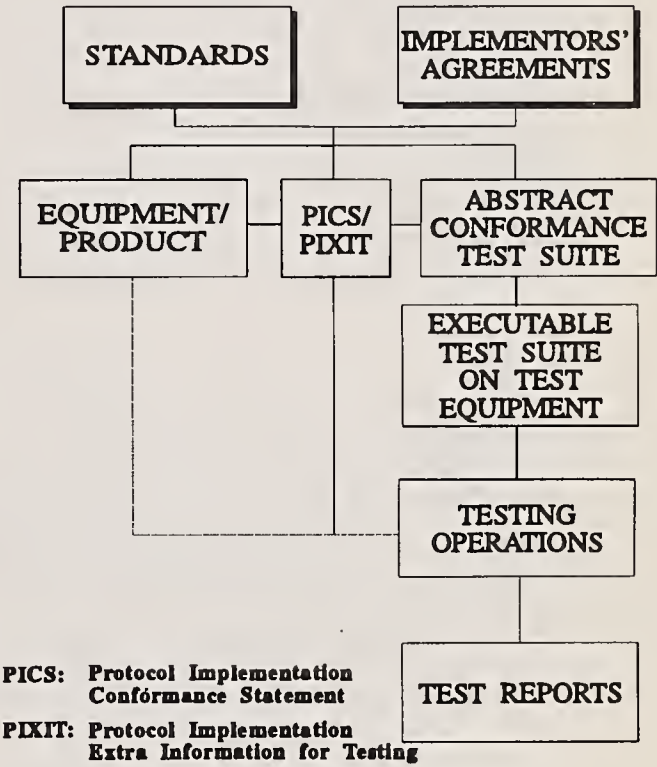 STANDARDS
IMPLEMENTORS'
AGREEMENTS
EQUIPMENT/
PRODUCT
PICS/
PIXIT
ABSTRACT
CONFORMANCE
TEST SUITE
EXECUTABLE
TEST SUITE
ON TEST
EQUIPMENT
TESTING
OPERATIONS
TEST REPORTS
PICS: Protocol Implementation
Confórmance Statement
PIXIT: Protocol Implementation
Extra Information for Testing